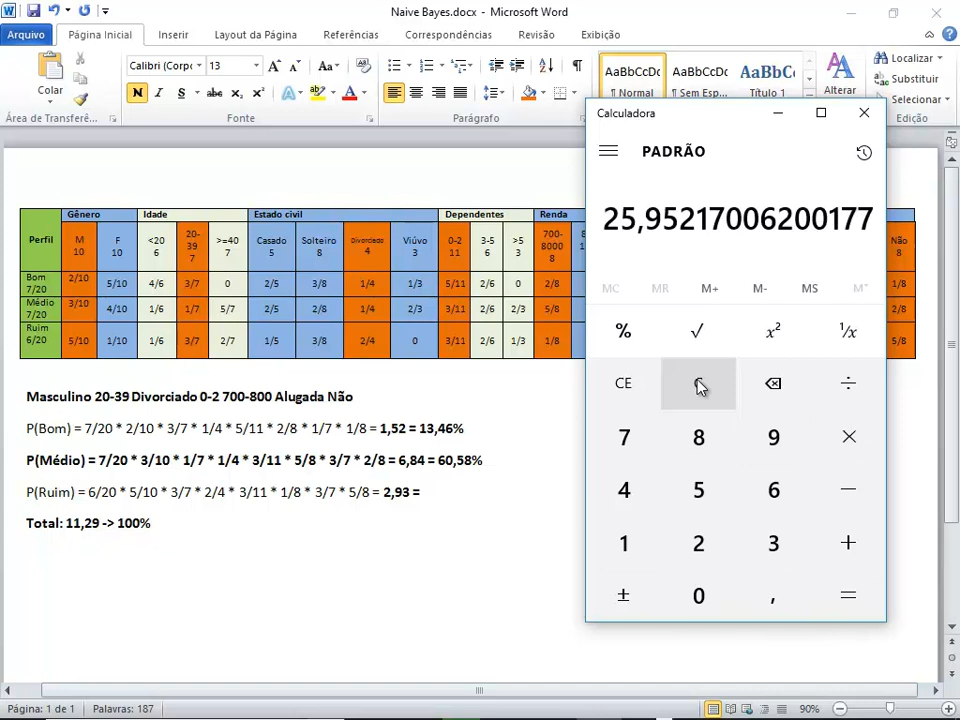 Naive Bayes.docx - Microsoft Word
Arquivo Página Inicial Inserir Layout da Página Referências Correspondências Revisão Exibição
Colar
Calibri (Corpo 13
N I S abc x₂ x²
Aa
A A
AaBbCcDc AaBbCcDc AaBbCc
¶ Normal ¶ Sem Esp... Título 1
Alterar
Localizar
Substituir
Selecionar
Área de Transferê... Fonte Parágrafo Edição
Calculadora
PADRÃO
25,95217006200177
MC MR M+ M- MS M˅
% √ x² ¹/x
CE C ÷
7 8 9 ×
4 5 6 −
1 2 3 +
± 0 , =
Gênero Idade Estado civil Dependentes Renda
Perfil M 10 F 10 <20 6 20-39 7 >=40 7 Casado 5 Solteiro 8 Divorciado 4 Viúvo 3 0-2 11 3-5 6 >5 3 700-8000 8 Não 8
Bom 7/20 2/10 5/10 4/6 3/7 0 2/5 3/8 1/4 1/3 5/11 2/6 0 2/8 1/8
Médio 7/20 3/10 4/10 1/6 1/7 5/7 2/5 2/8 1/4 2/3 3/11 2/6 2/3 5/8 2/8
Ruim 6/20 5/10 1/10 1/6 3/7 2/7 1/5 3/8 2/4 0 3/11 2/6 1/3 1/8 5/8
Masculino 20-39 Divorciado 0-2 700-800 Alugada Não
P(Bom) = 7/20 * 2/10 * 3/7 * 1/4 * 5/11 * 2/8 * 1/7 * 1/8 = 1,52 = 13,46%
P(Médio) = 7/20 * 3/10 * 1/7 * 1/4 * 3/11 * 5/8 * 3/7 * 2/8 = 6,84 = 60,58%
P(Ruim) = 6/20 * 5/10 * 3/7 * 2/4 * 3/11 * 1/8 * 3/7 * 5/8 = 2,93 =
Total: 11,29 -> 100%
Página: 1 de 1 Palavras: 187 90%